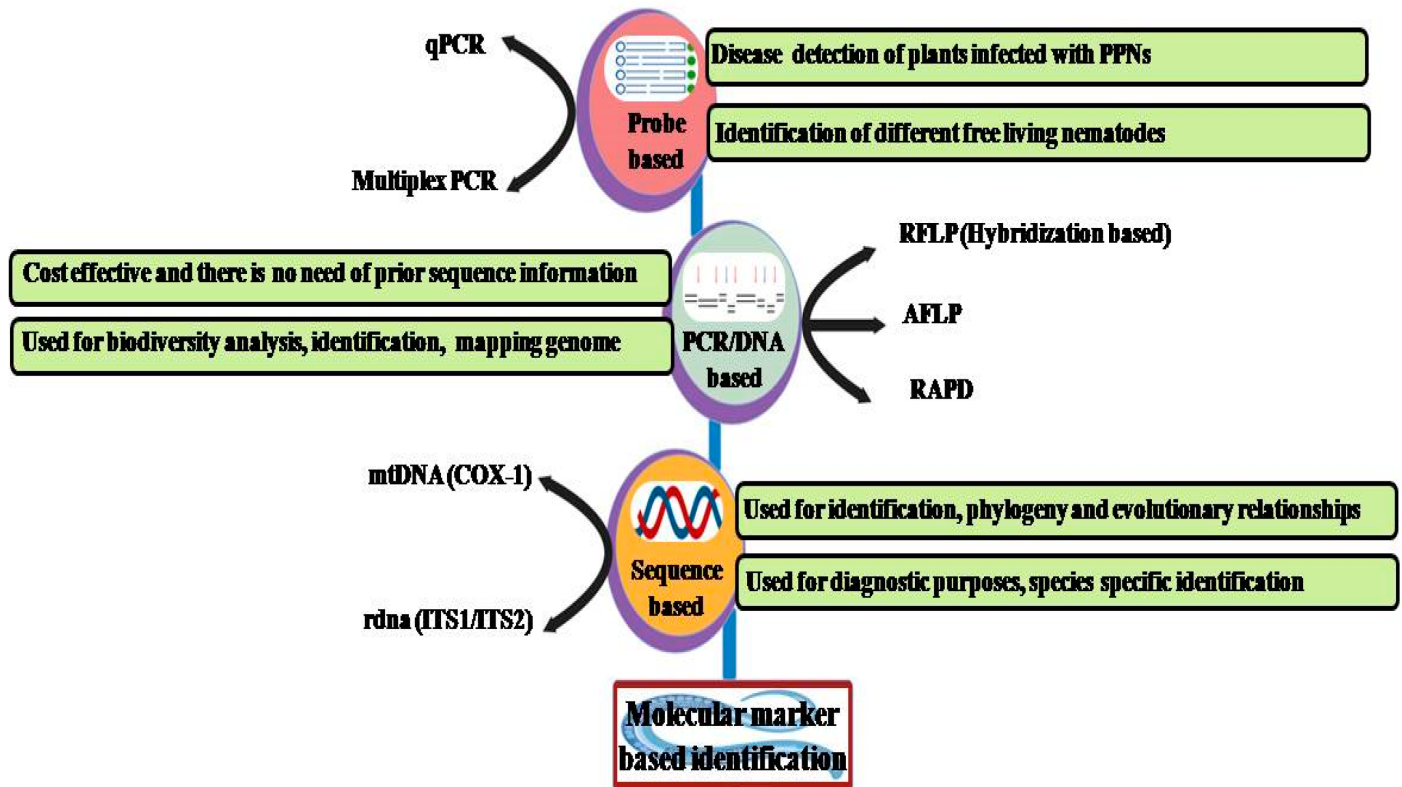 qPCR
Multiplex PCR
Probe
based
Disease detection of plants infected with PPNs
Identification of different free living nematodes
Cost effective and there is no need of prior sequence information
Used for biodiversity analysis, identification, mapping genome
PCR/DNA
based
RFLP (Hybridization based)
AFLP
RAPD
mtDNA (COX-1)
rdna (ITS1/ITS2)
Sequence
based
Used for identification, phylogeny and evolutionary relationships
Used for diagnostic purposes, species specific identification
Molecular marker
based identification